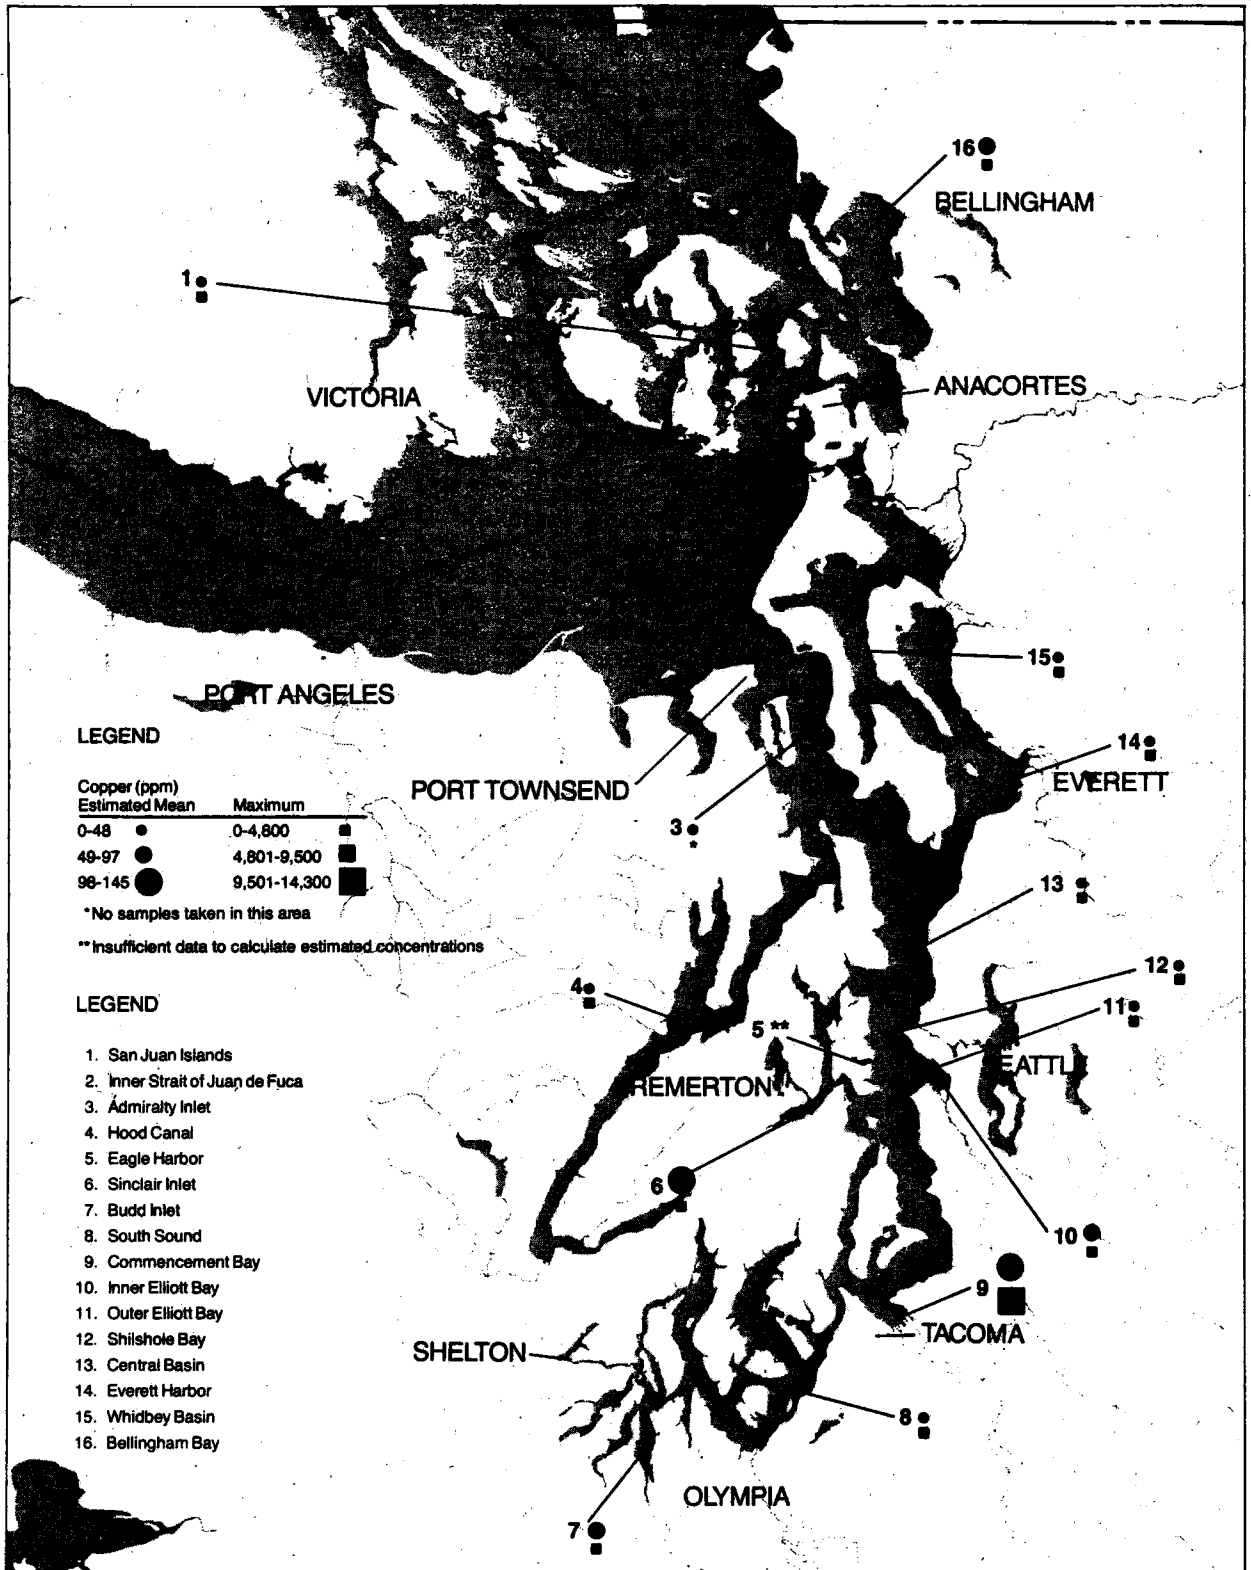 16
BELLINGHAM
1
ANACORTES
VICTORIA
15
PORT ANGELES
14
EVERETT
PORT TOWNSEND
LEGEND
Copper (ppm)
Estimated Mean Maximum
0-48 0-4,800
49-97 4,801-9,500
98-145 9,501-14,300
*No samples taken in this area
**Insufficient data to calculate estimated concentrations
3
*
13
12
4
11
5 **
EATTLE
REMERTON
LEGEND
1. San Juan Islands
2. Inner Strait of Juan de Fuca
3. Admiralty Inlet
4. Hood Canal
5. Eagle Harbor
6. Sinclair Inlet
7. Budd Inlet
8. South Sound
9. Commencement Bay
10. Inner Elliott Bay
11. Outer Elliott Bay
12. Shilshole Bay
13. Central Basin
14. Everett Harbor
15. Whidbey Basin
16. Bellingham Bay
6
10
9
TACOMA
SHELTON
8
OLYMPIA
7